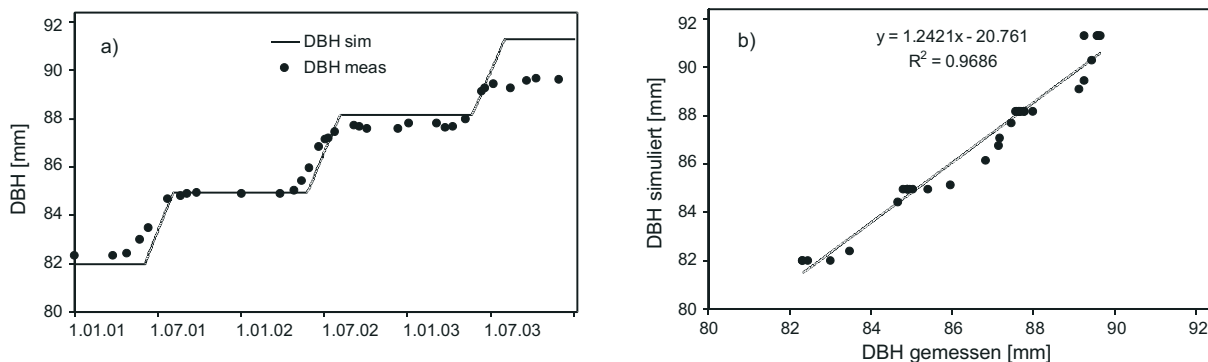 a)
DBH sim
DBH meas
DBH [mm]
92
90
88
86
84
82
80
1.01.01 1.07.01 1.01.02 1.07.02 1.01.03 1.07.03
b)
y = 1.2421x - 20.761
R² = 0.9686
DBH simuliert [mm]
92
90
88
86
84
82
80
80 82 84 86 88 90 92
DBH gemessen [mm]